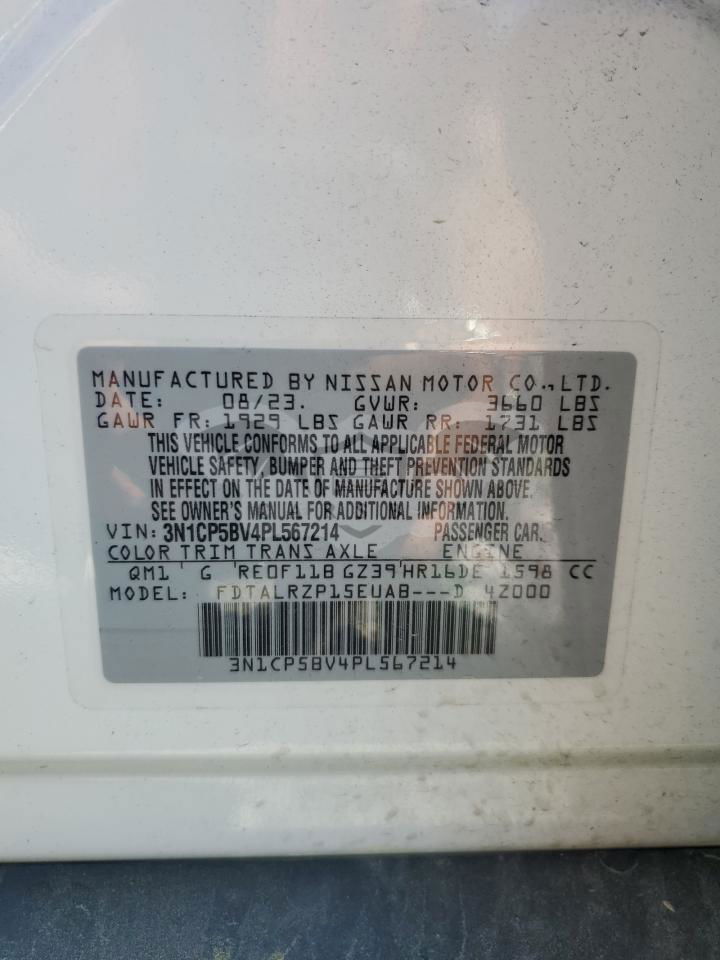 MANUFACTURED BY NISSAN MOTOR CO.,LTD.
DATE: 08/23. GVWR: 3660 LBS
GAWR FR: 1929 LBS GAWR RR: 1731 LBS
THIS VEHICLE CONFORMS TO ALL APPLICABLE FEDERAL MOTOR
VEHICLE SAFETY, BUMPER AND THEFT PREVENTION STANDARDS
IN EFFECT ON THE DATE OF MANUFACTURE SHOWN ABOVE.
SEE OWNER'S MANUAL FOR ADDITIONAL INFORMATION.
VIN: 3N1CP5BV4PL567214 PASSENGER CAR.
COLOR TRIM TRANS AXLE ENGINE
QM1 G RE0F11B GZ39 HR16DE 1598 CC
MODEL: FDTALRZP15EUAB---D 4Z000
3N1CP5BV4PL567214